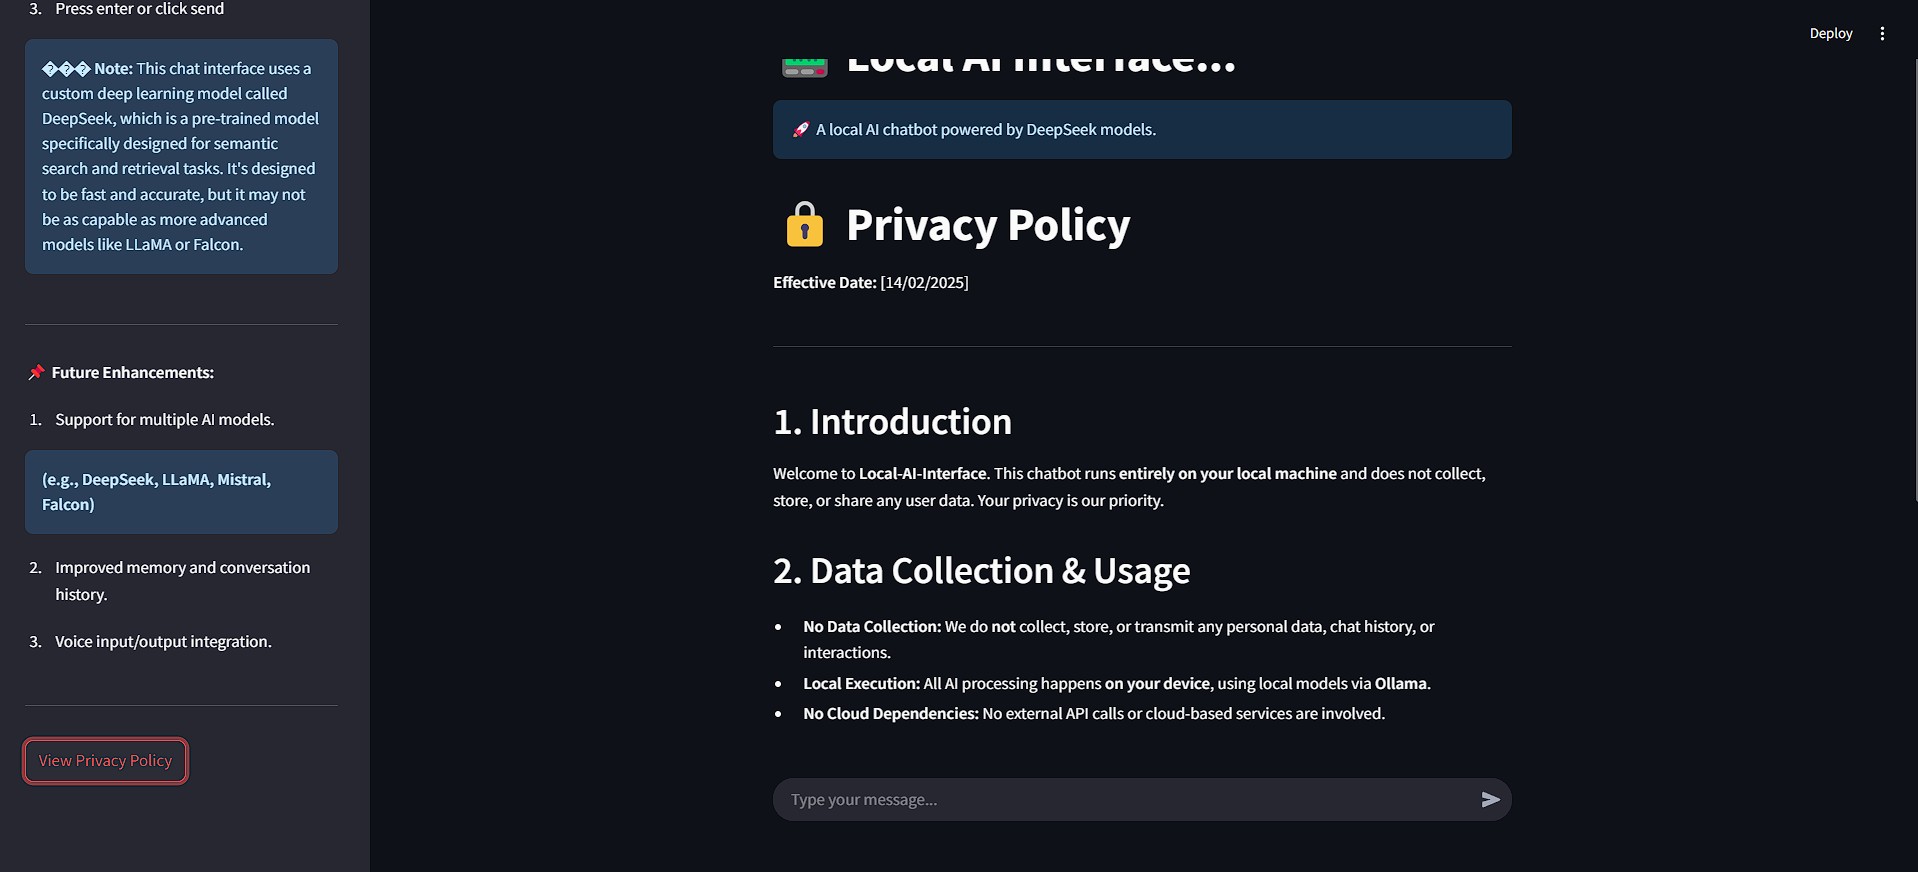 3. Press enter or click send
��� Note: This chat interface uses a
custom deep learning model called
DeepSeek, which is a pre-trained model
specifically designed for semantic
search and retrieval tasks. It's designed
to be fast and accurate, but it may not
be as capable as more advanced
models like LLaMA or Falcon.
📌 Future Enhancements:
1. Support for multiple AI models.
(e.g., DeepSeek, LLaMA, Mistral,
Falcon)
2. Improved memory and conversation
history.
3. Voice input/output integration.
View Privacy Policy
Deploy
Local AI Interface...
🚀 A local AI chatbot powered by DeepSeek models.
🔒 Privacy Policy
Effective Date: [14/02/2025]
1. Introduction
Welcome to Local-AI-Interface. This chatbot runs entirely on your local machine and does not collect,
store, or share any user data. Your privacy is our priority.
2. Data Collection & Usage
• No Data Collection: We do not collect, store, or transmit any personal data, chat history, or
interactions.
• Local Execution: All AI processing happens on your device, using local models via Ollama.
• No Cloud Dependencies: No external API calls or cloud-based services are involved.
Type your message...